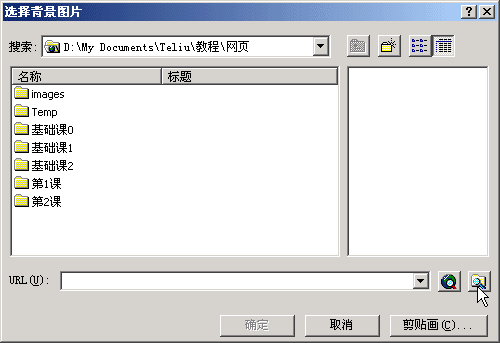 选择背景图片
搜索: D:\My Documents\Teliu\教程\网页
名称 标题
images
Temp
基础课0
基础课1
基础课2
第1课
第2课
URL(U):
确定 取消 剪贴画(C)...